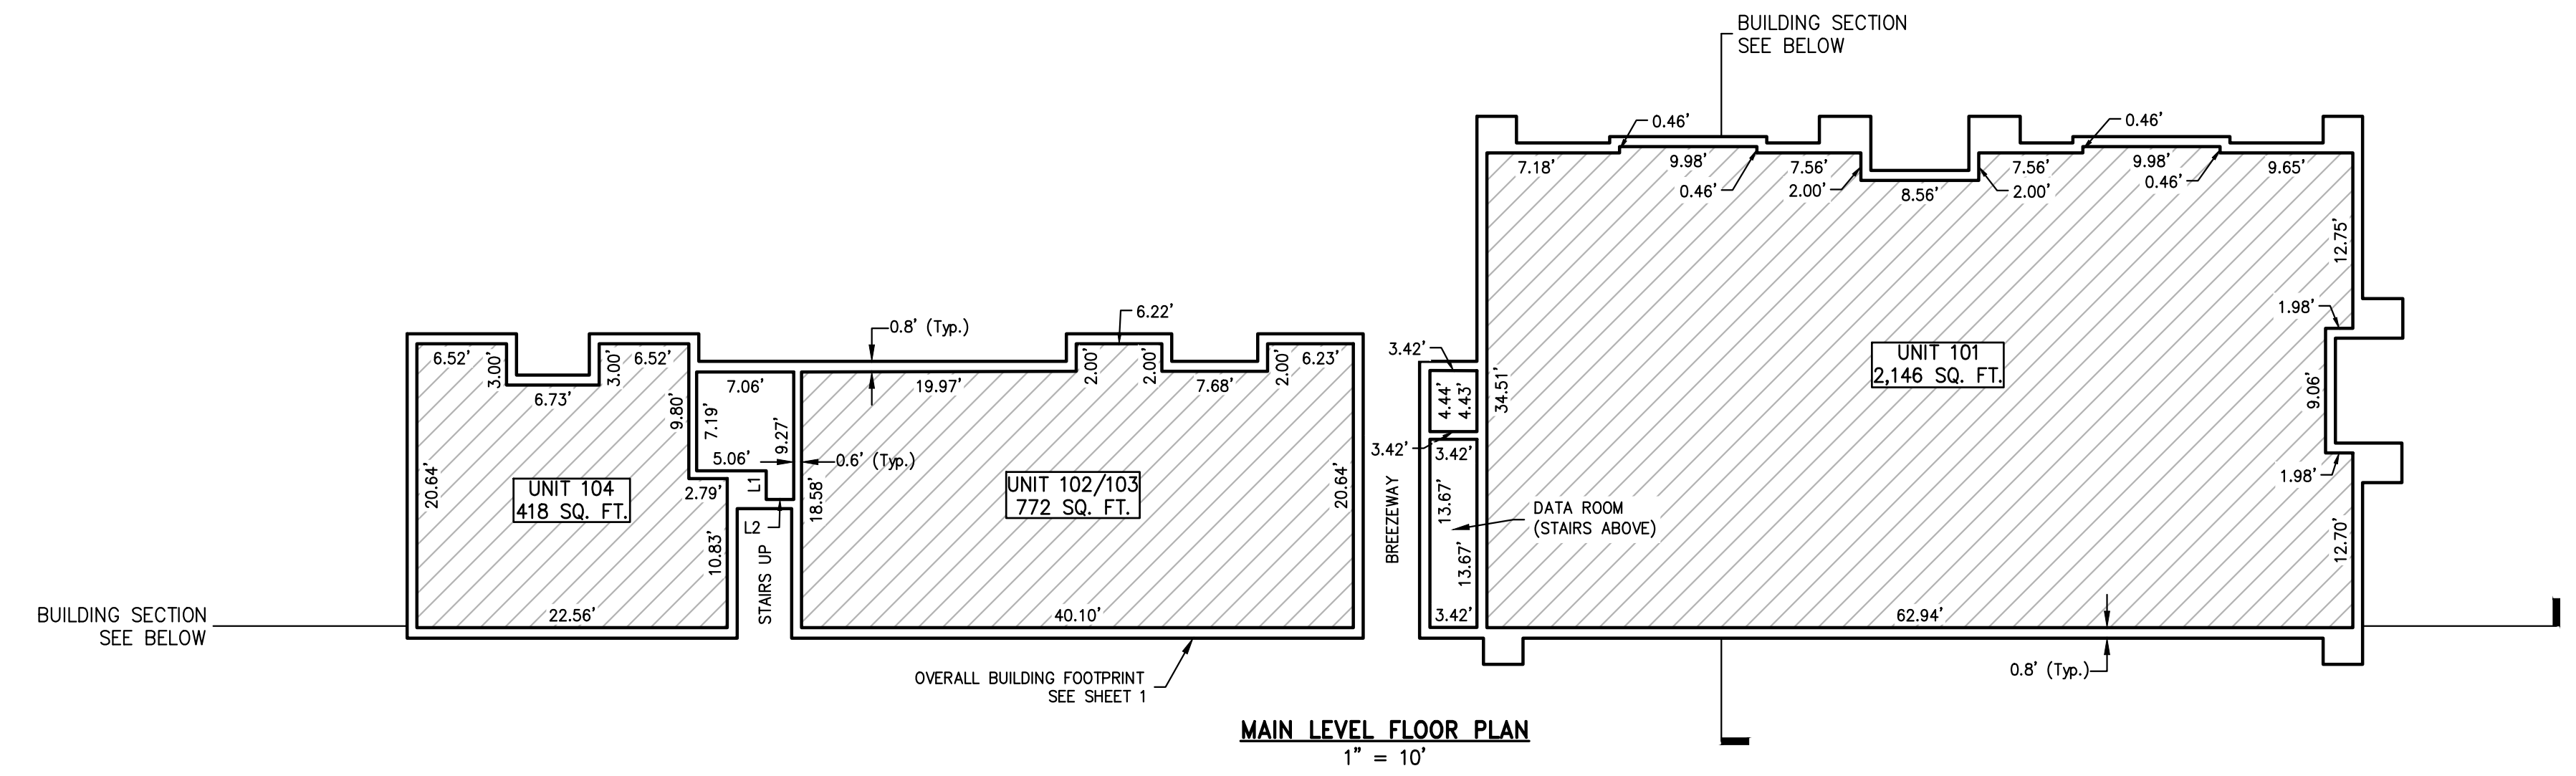 BUILDING SECTION
SEE BELOW
0.46'
0.46'
7.18'
9.98'
0.46'
7.56'
2.00'
8.56'
7.56'
2.00'
9.98'
0.46'
9.65'
12.75'
1.98'
9.06'
1.98'
12.70'
UNIT 101
2,146 SQ. FT.
34.51'
62.94'
0.8' (Typ.)
6.22'
0.8' (Typ.)
6.52'
3.00'
6.73'
3.00'
6.52'
9.80'
7.06'
7.19'
9.27'
5.06'
L1
L2
0.6' (Typ.)
2.79'
10.83'
20.64'
UNIT 104
418 SQ. FT.
22.56'
STAIRS UP
18.58'
19.97'
2.00'
2.00'
7.68'
2.00'
6.23'
UNIT 102/103
772 SQ. FT.
20.64'
40.10'
3.42'
4.44'
4.43'
3.42'
3.42'
13.67'
13.67'
3.42'
BREEZEWAY
DATA ROOM
(STAIRS ABOVE)
BUILDING SECTION
SEE BELOW
OVERALL BUILDING FOOTPRINT
SEE SHEET 1
MAIN LEVEL FLOOR PLAN
1" = 10'